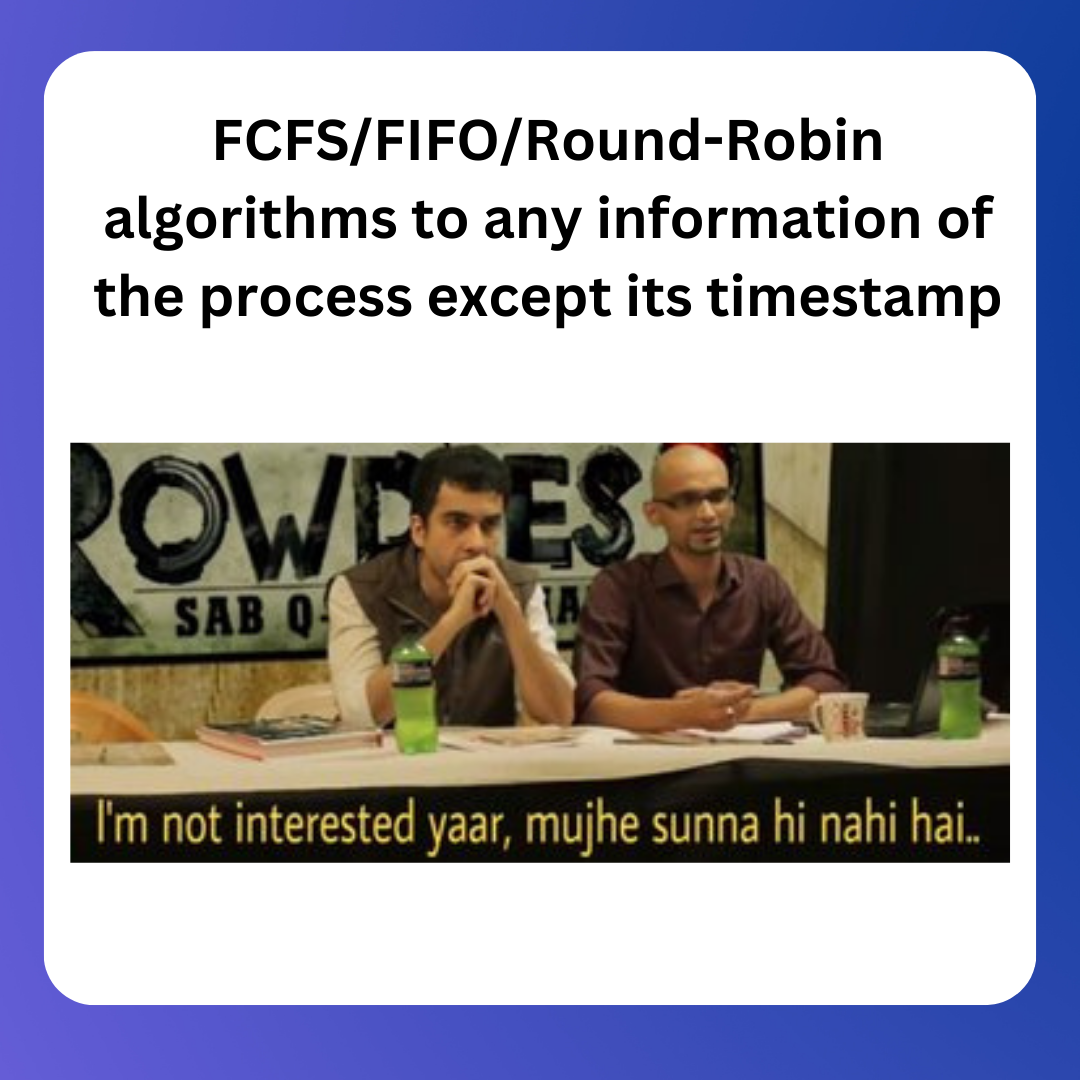 FCFS/FIFO/Round-Robin
algorithms to any information of
the process except its timestamp
ROWDIES
SAB Q-
I'm not interested yaar, mujhe sunna hi nahi hai..